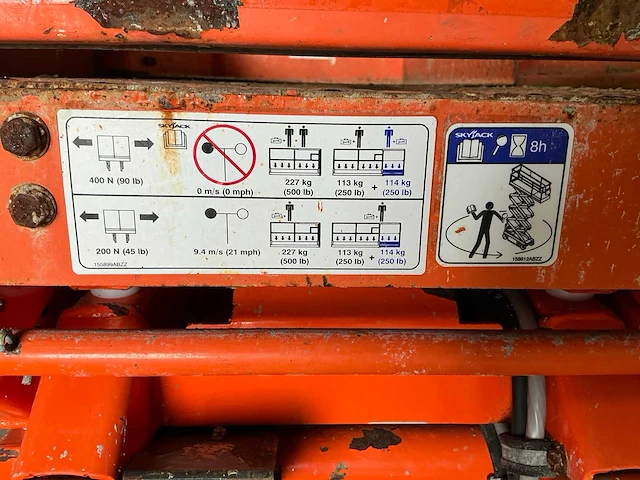 SKYJACK
400 N (90 lb)
0 m/s (0 mph)
227 kg
(500 lb)
113 kg
(250 lb)
+
114 kg
(250 lb)
200 N (45 lb)
9.4 m/s (21 mph)
227 kg
(500 lb)
113 kg
(250 lb)
+
114 kg
(250 lb)
155899ABZZ
SKYJACK
8h
158912ABZZ